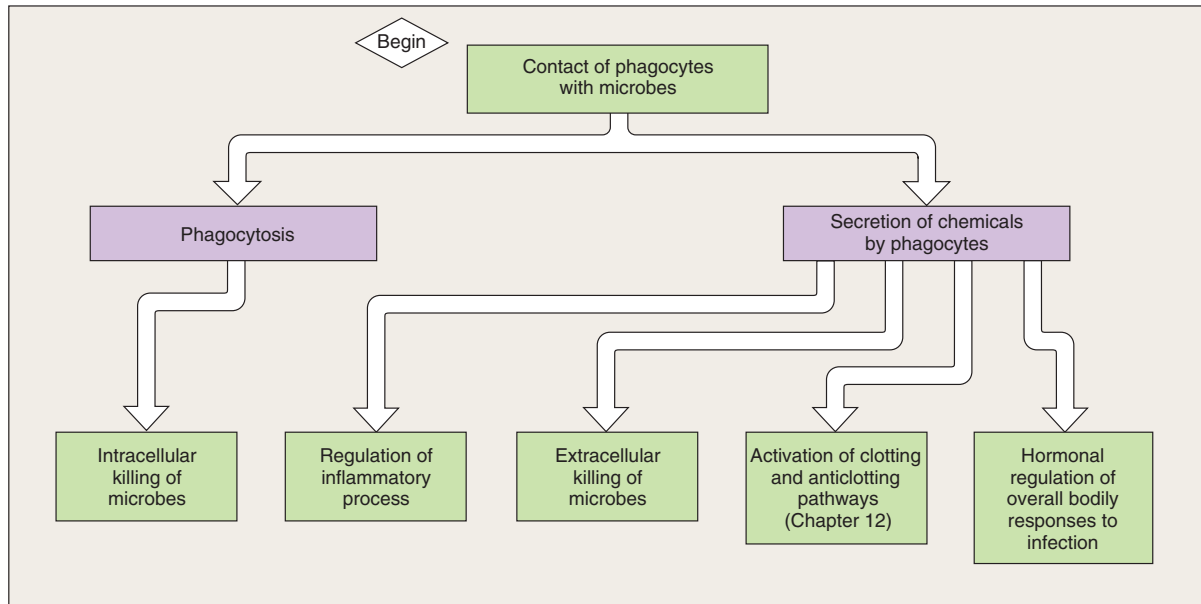 Begin
Contact of phagocytes
with microbes
Phagocytosis
Secretion of chemicals
by phagocytes
Intracellular
killing of
microbes
Regulation of
inflammatory
process
Extracellular
killing of
microbes
Activation of clotting
and anticlotting
pathways
(Chapter 12)
Hormonal
regulation of
overall bodily
responses to
infection